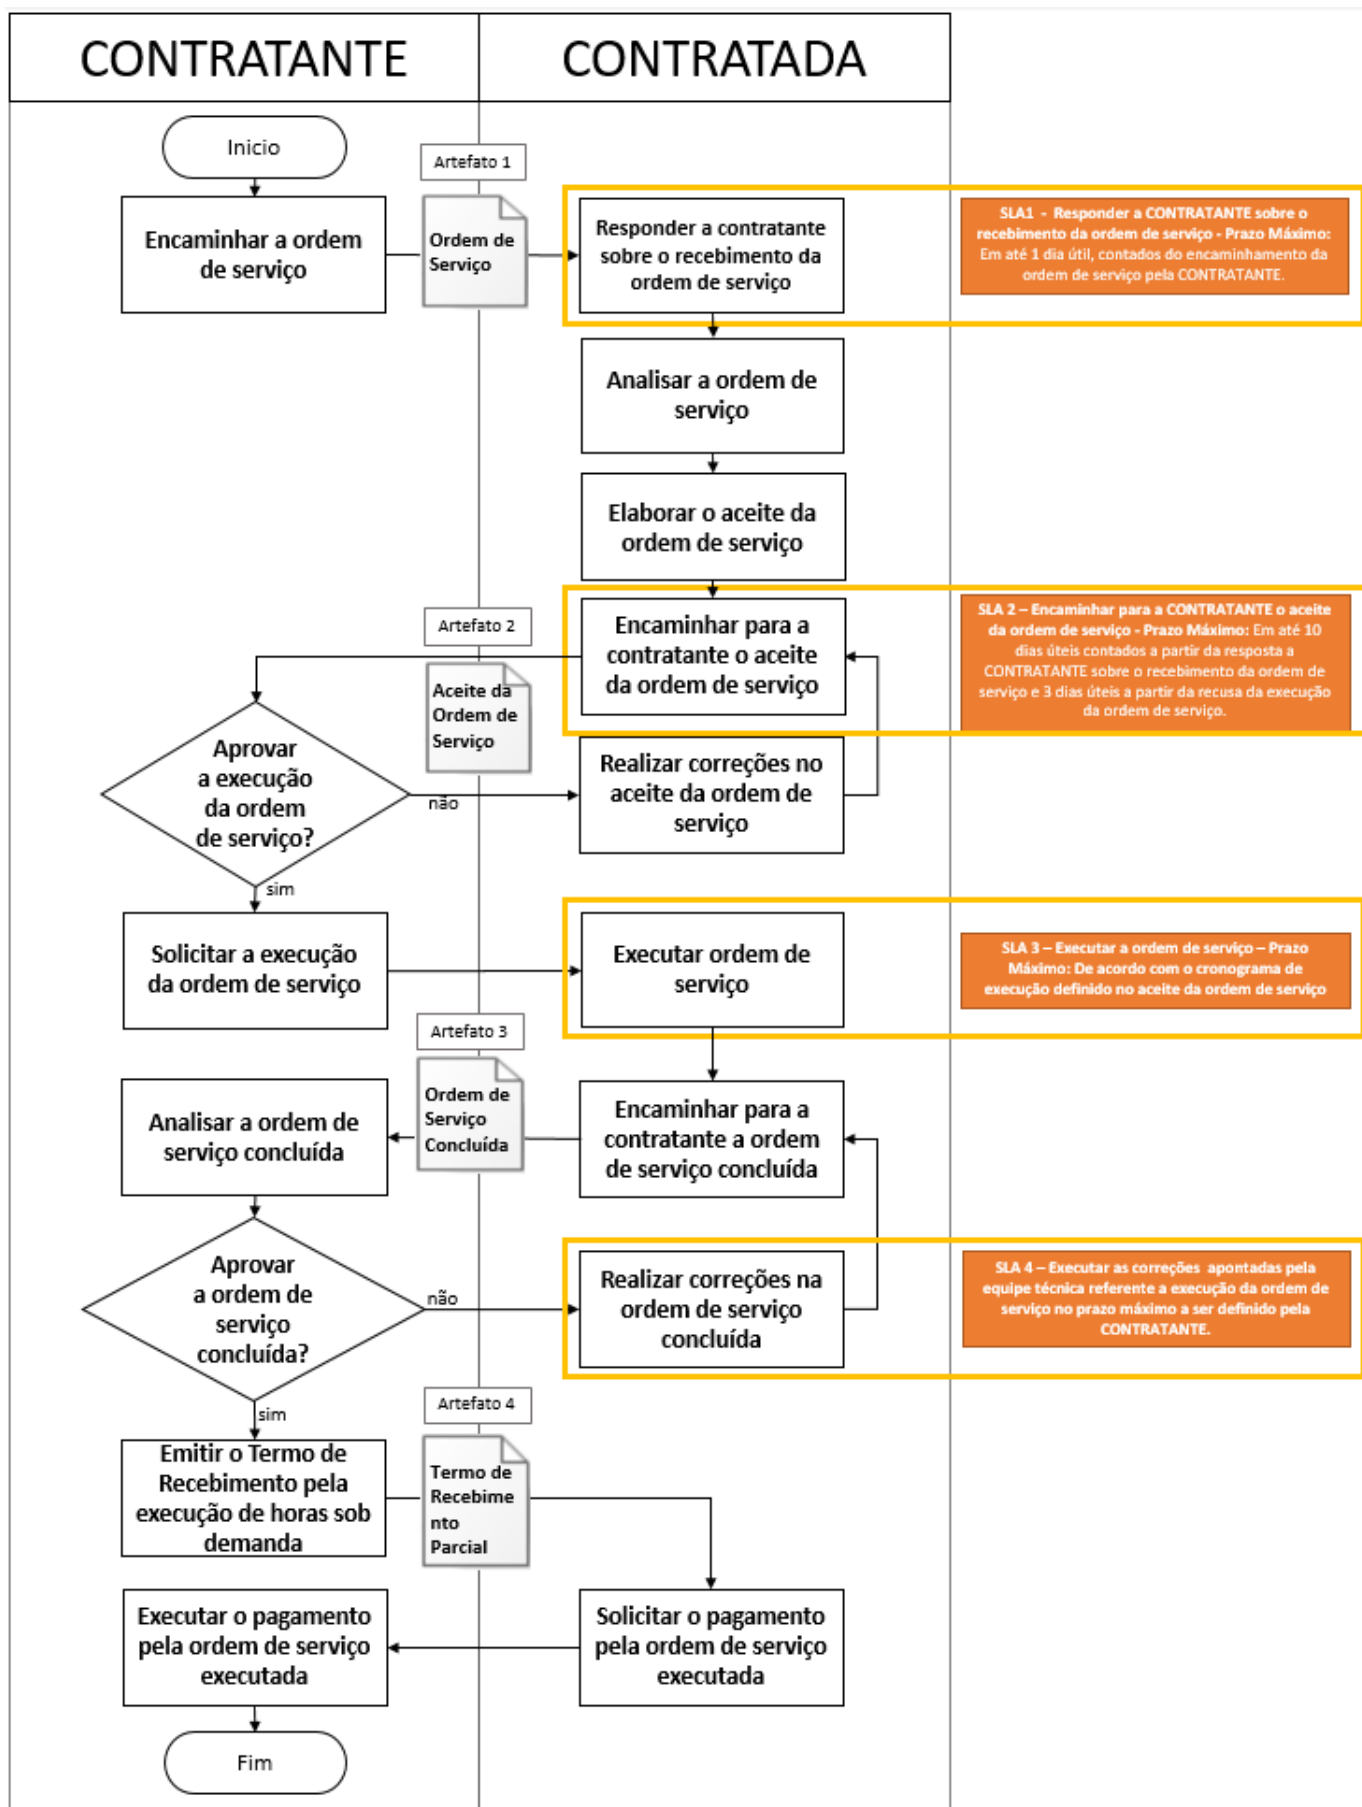 CONTRATANTE
CONTRATADA
Inicio
Artefato 1
Encaminhar a ordem
de serviço
Ordem de
Serviço
Responder a contratante
sobre o recebimento da
ordem de serviço
SLA1 - Responder a CONTRATANTE sobre o
recebimento da ordem de serviço - Prazo Máximo:
Em até 1 dia útil, contados do encaminhamento da
ordem de serviço pela CONTRATANTE.
Analisar a ordem de
serviço
Elaborar o aceite da
ordem de serviço
Artefato 2
Encaminhar para a
contratante o aceite
da ordem de serviço
SLA 2 – Encaminhar para a CONTRATANTE o aceite
da ordem de serviço - Prazo Máximo: Em até 10
dias úteis contados a partir da resposta a
CONTRATANTE sobre o recebimento da ordem de
serviço e 3 dias úteis a partir da recusa da execução
da ordem de serviço.
Aceite da
Ordem de
Serviço
Aprovar
a execução
da ordem
de serviço?
não
Realizar correções no
aceite da ordem de
serviço
sim
Solicitar a execução
da ordem de serviço
Executar ordem de
serviço
SLA 3 – Executar a ordem de serviço – Prazo
Máximo: De acordo com o cronograma de
execução definido no aceite da ordem de serviço
Artefato 3
Analisar a ordem de
serviço concluída
Ordem de
Serviço
Concluída
Encaminhar para a
contratante a ordem
de serviço concluída
Aprovar
a ordem de
serviço
concluída?
não
Realizar correções na
ordem de serviço
concluída
SLA 4 – Executar as correções apontadas pela
equipe técnica referente a execução da ordem de
serviço no prazo máximo a ser definido pela
CONTRATANTE.
sim
Artefato 4
Emitir o Termo de
Recebimento pela
execução de horas sob
demanda
Termo de
Recebime
nto
Parcial
Executar o pagamento
pela ordem de serviço
executada
Solicitar o pagamento
pela ordem de serviço
executada
Fim